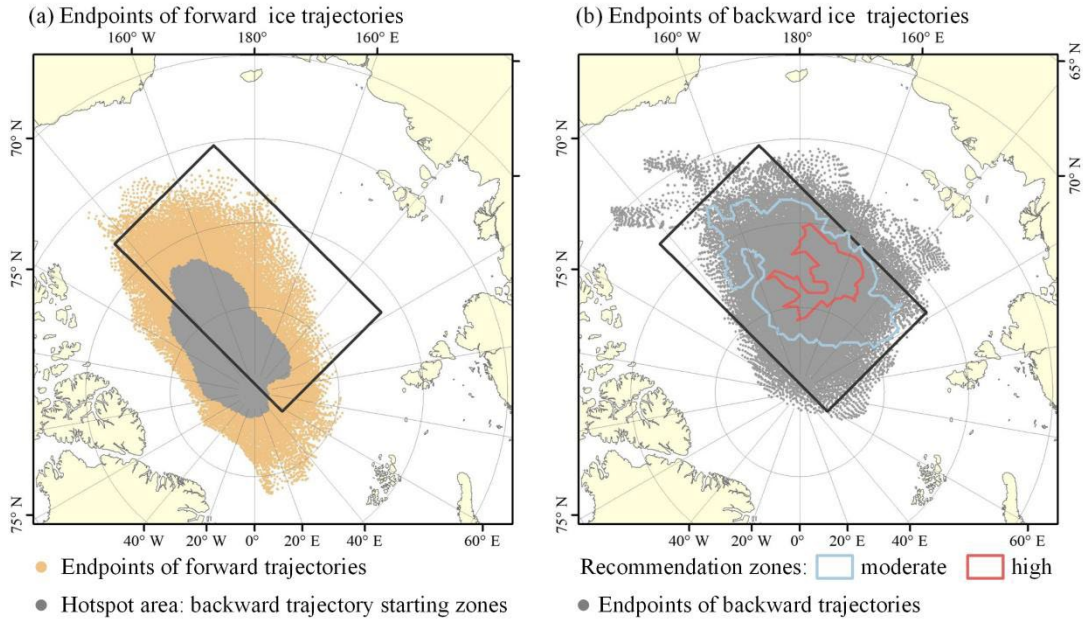 (a) Endpoints of forward ice trajectories
(b) Endpoints of backward ice trajectories
160° W 180° 160° E
160° W 180° 160° E
65° N
70° N
70° N
70° N
75° N
75° N
75° N
75° N
40° W 20° W 0° 20° E 40° E 60° E
40° W 20° W 0° 20° E 40° E 60° E
Endpoints of forward trajectories
Recommendation zones: moderate high
Hotspot area: backward trajectory starting zones
Endpoints of backward trajectories